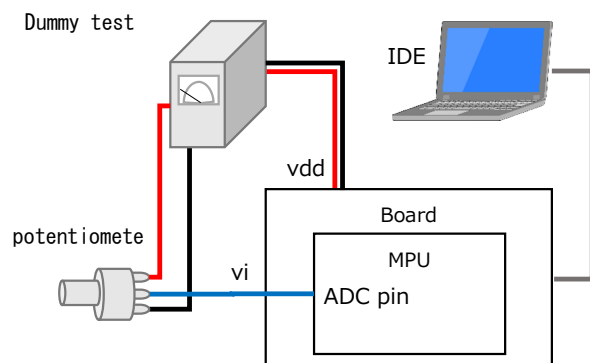 Dummy test
IDE
vdd
Board
potentiomete
MPU
vi
ADC pin